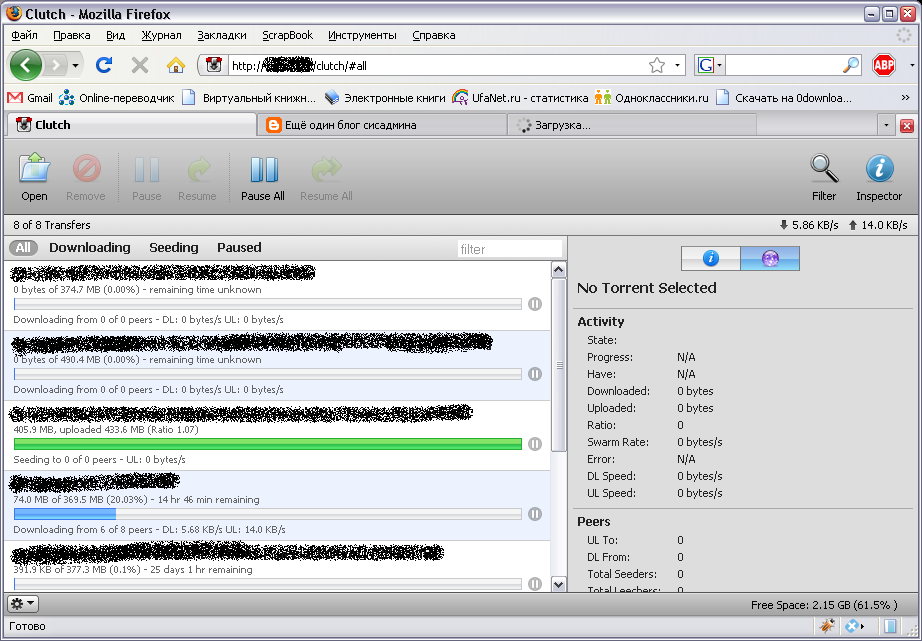 Clutch - Mozilla Firefox
Файл Правка Вид Журнал Закладки ScrapBook Инструменты Справка
http:// /clutch/#all
G
ABP
Gmail Online-переводчик Виртуальный книжн... Электронные книги UfaNet.ru - статистика Одноклассники.ru Скачать на 0downloa... »
Clutch Ещё один блог сисадмина Загрузка...
Open Remove Pause Resume Pause All Resume All Filter Inspector
8 of 8 Transfers 5.86 KB/s 14.0 KB/s
All Downloading Seeding Paused filter
0 bytes of 374.7 MB (0.00%) - remaining time unknown
Downloading from 0 of 0 peers - DL: 0 bytes/s UL: 0 bytes/s
0 bytes of 490.4 MB (0.00%) - remaining time unknown
Downloading from 0 of 0 peers - DL: 0 bytes/s UL: 0 bytes/s
405.9 MB, uploaded 433.6 MB (Ratio 1.07)
Seeding to 0 of 0 peers - UL: 0 bytes/s
74.0 MB of 369.5 MB (20.03%) - 14 hr 46 min remaining
Downloading from 6 of 8 peers - DL: 5.68 KB/s UL: 14.0 KB/s
391.9 KB of 377.3 MB (0.1%) - 25 days 1 hr remaining
No Torrent Selected
Activity
State:
Progress: N/A
Have: N/A
Downloaded: 0 bytes
Uploaded: 0 bytes
Ratio: 0
Swarm Rate: 0 bytes/s
Error: N/A
DL Speed: 0 bytes/s
UL Speed: 0 bytes/s
Peers
UL To: 0
DL From: 0
Total Seeders: 0
Total Leechers: 0
Free Space: 2.15 GB (61.5% )
Готово